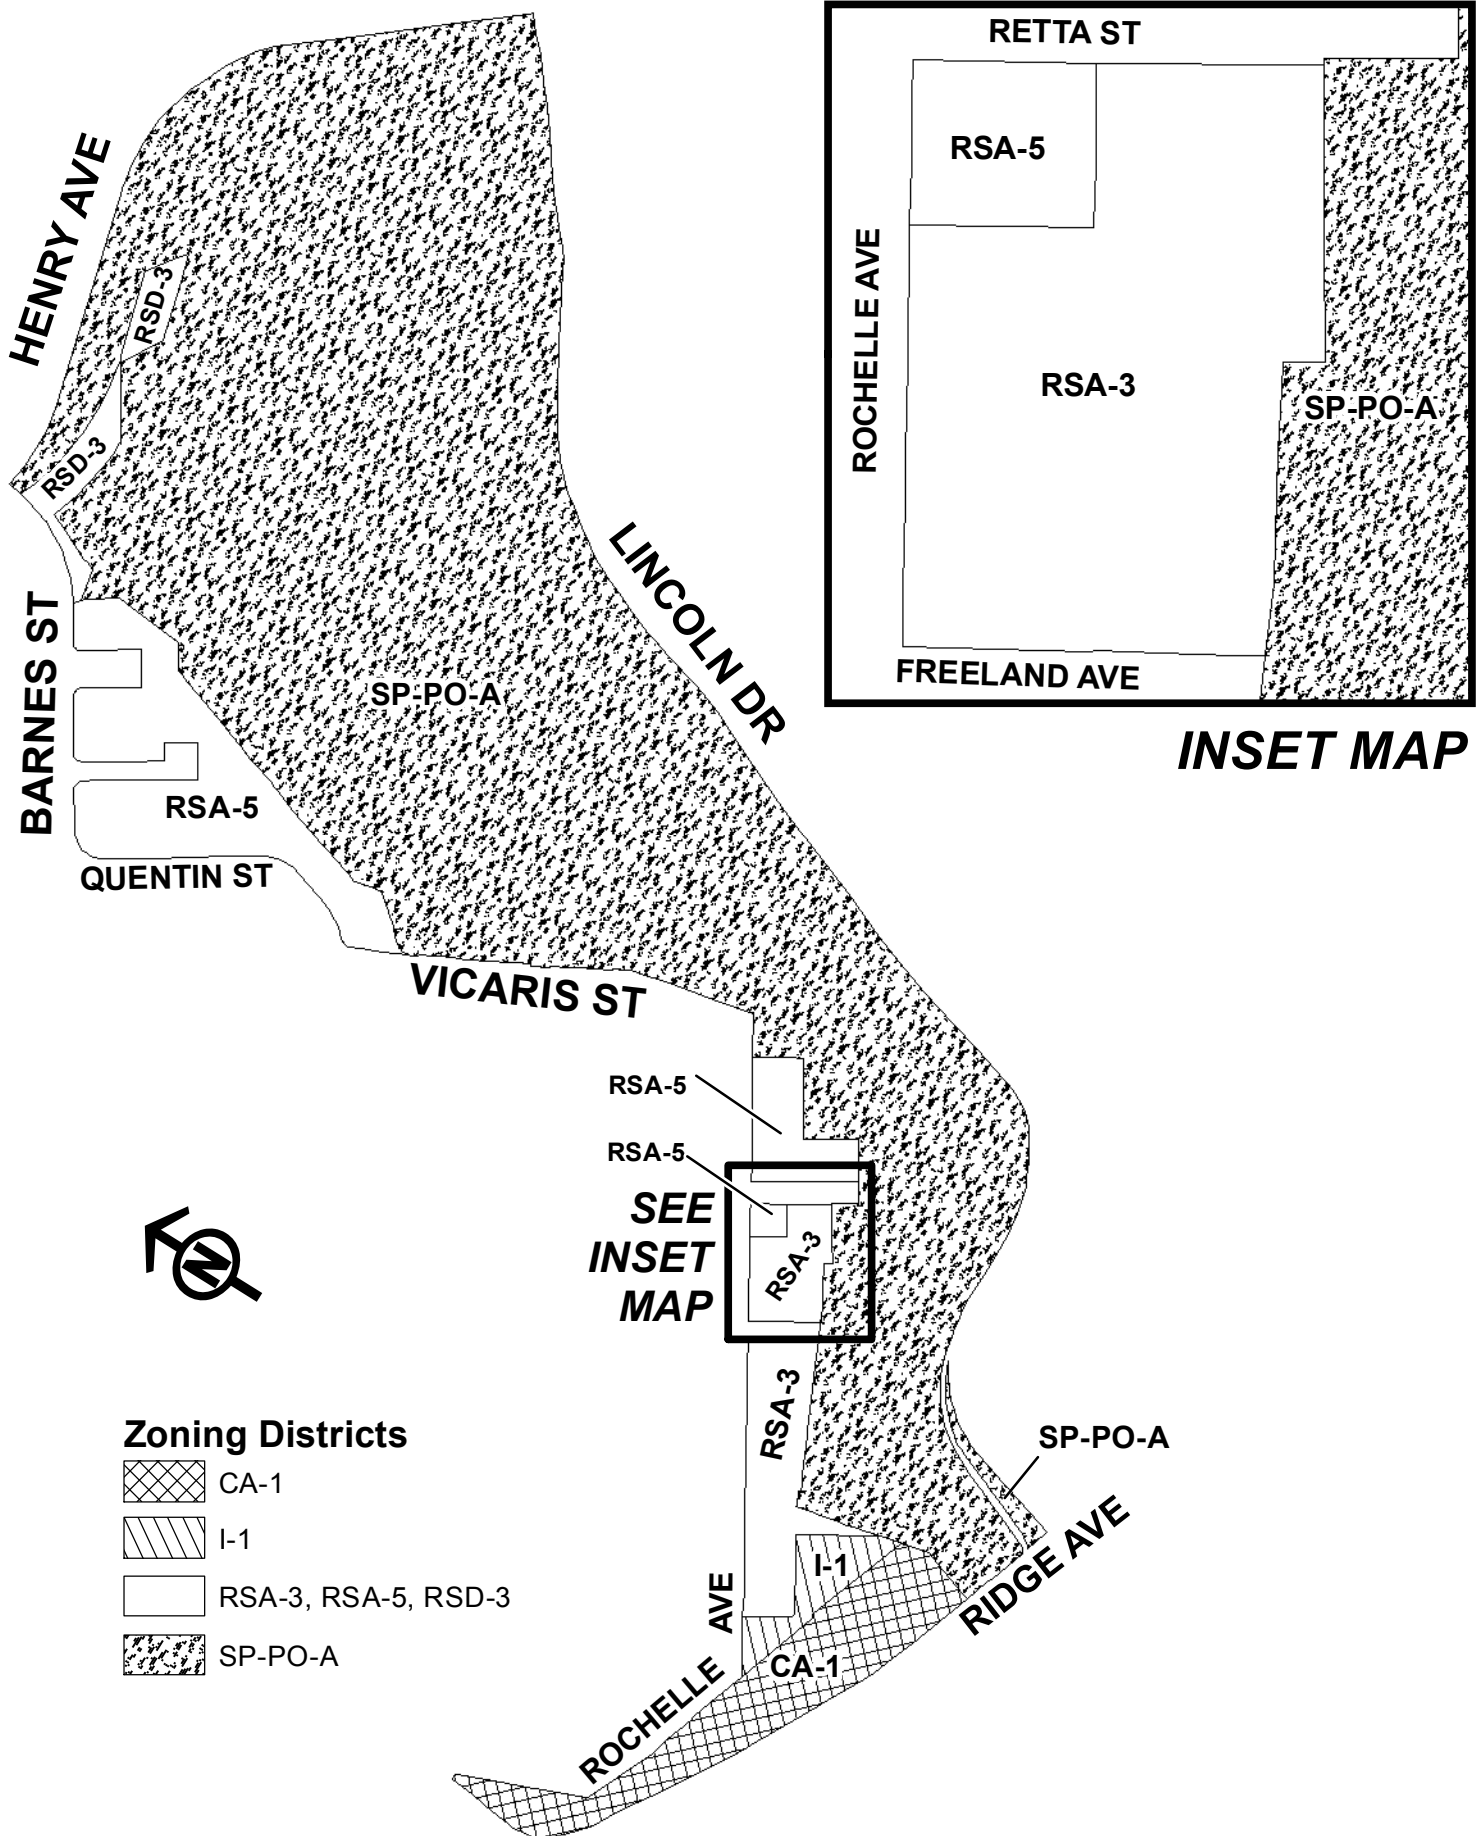 RETTA ST
RSA-5
ROCHELLE AVE
RSA-3
SP-PO-A
FREELAND AVE
INSET MAP
HENRY AVE
RSD-3
RSD-3
LINCOLN DR
BARNES ST
SP-PO-A
RSA-5
QUENTIN ST
VICARIS ST
RSA-5
RSA-5
SEE
INSET
MAP
RSA-3
N
RSA-3
SP-PO-A
RIDGE AVE
I-1
CA-1
ROCHELLE AVE
Zoning Districts
CA-1
I-1
RSA-3, RSA-5, RSD-3
SP-PO-A